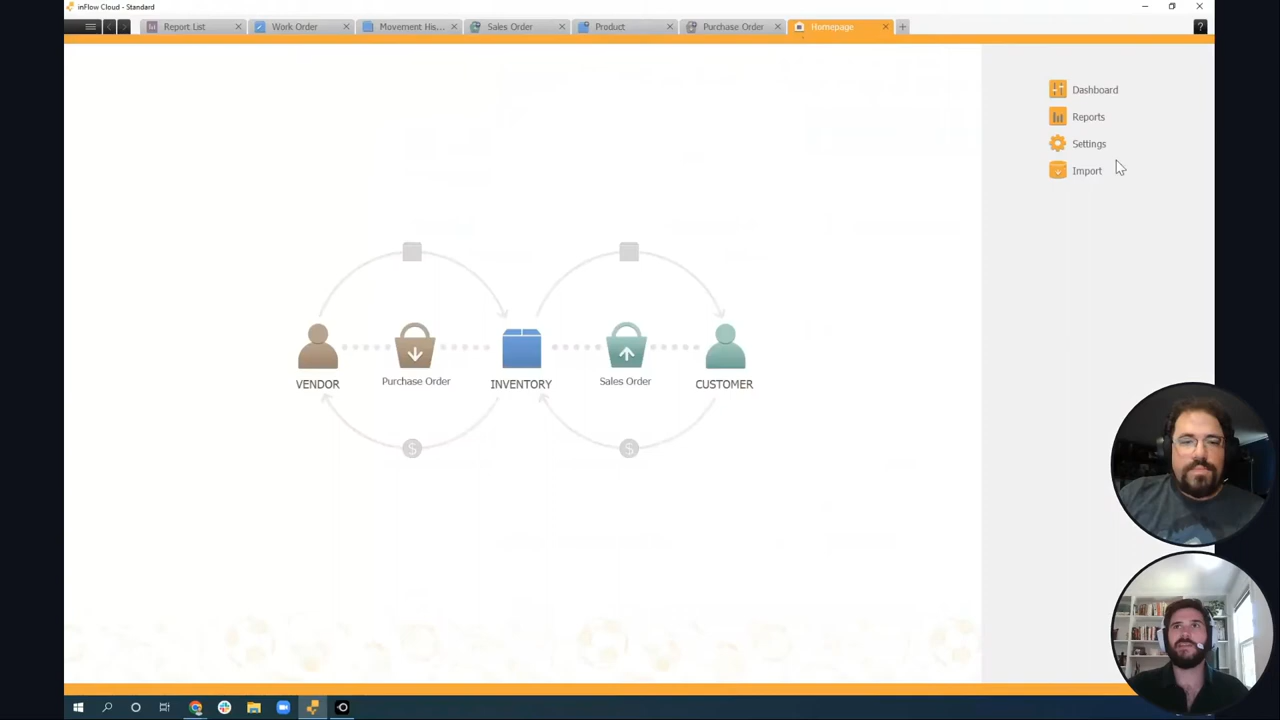 inFlow Cloud - Standard
Report List
Work Order
Movement His...
Sales Order
Product
Purchase Order
Homepage
?
Dashboard
Reports
Settings
Import
VENDOR
Purchase Order
INVENTORY
Sales Order
CUSTOMER
$
$